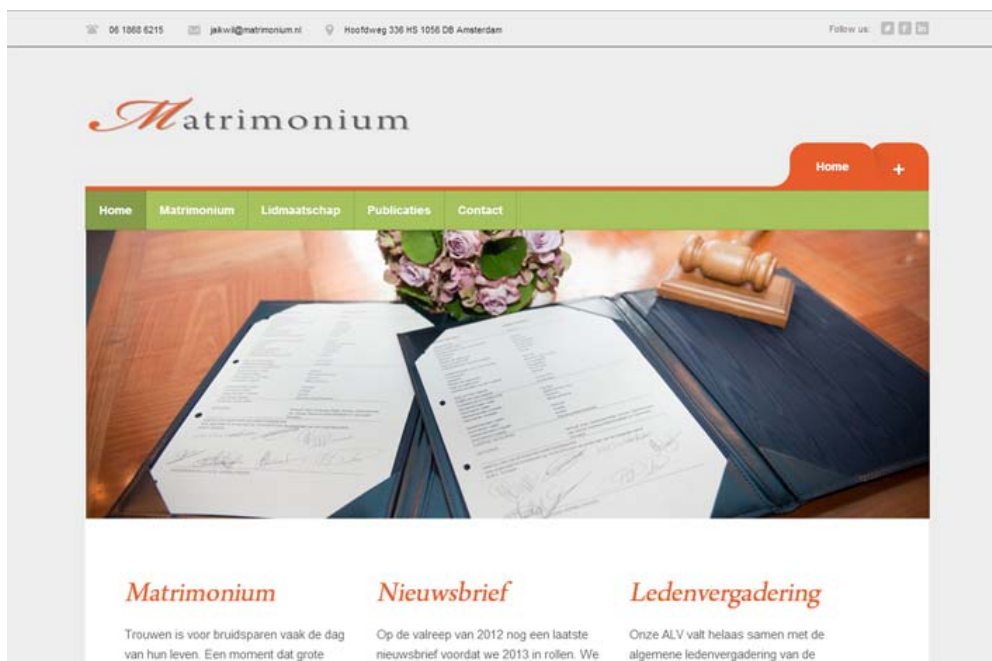 06 1868 6215 jaikwil@matrimonium.nl Hoofdweg 336 HS 1056 DB Amsterdam Follow us:
Matrimonium
Home +
Home Matrimonium Lidmaatschap Publicaties Contact
Matrimonium
Trouwen is voor bruidsparen vaak de dag
van hun leven. Een moment dat grote
Nieuwsbrief
Op de valreep van 2012 nog een laatste
nieuwsbrief voordat we 2013 in rollen. We
Ledenvergadering
Onze ALV valt helaas samen met de
algemene ledenvergadering van de